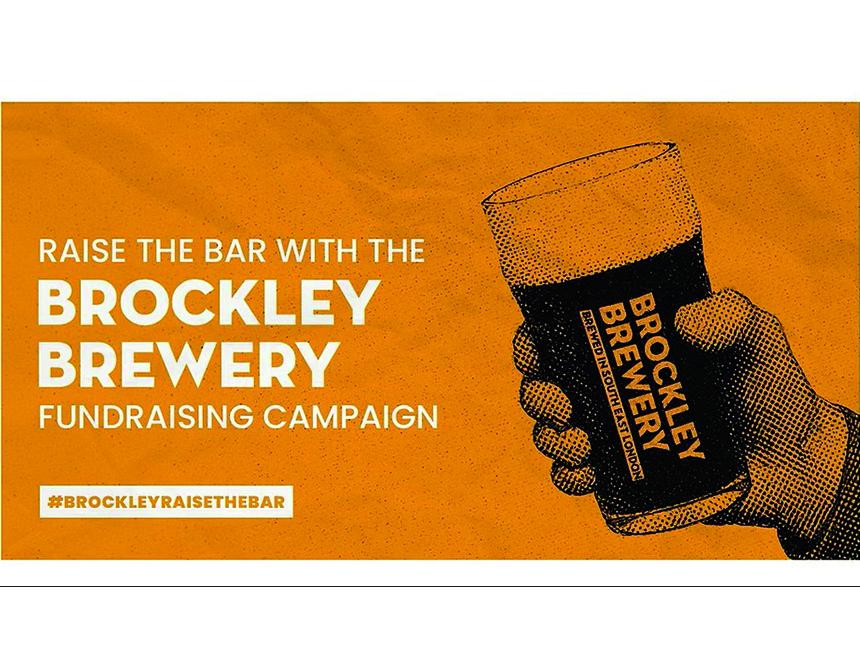 RAISE THE BAR WITH THE
BROCKLEY
BREWERY
FUNDRAISING CAMPAIGN
#BROCKLEYRAISETHEBAR
BROCKLEY
BREWERY
BREWED IN SOUTH EAST LONDON